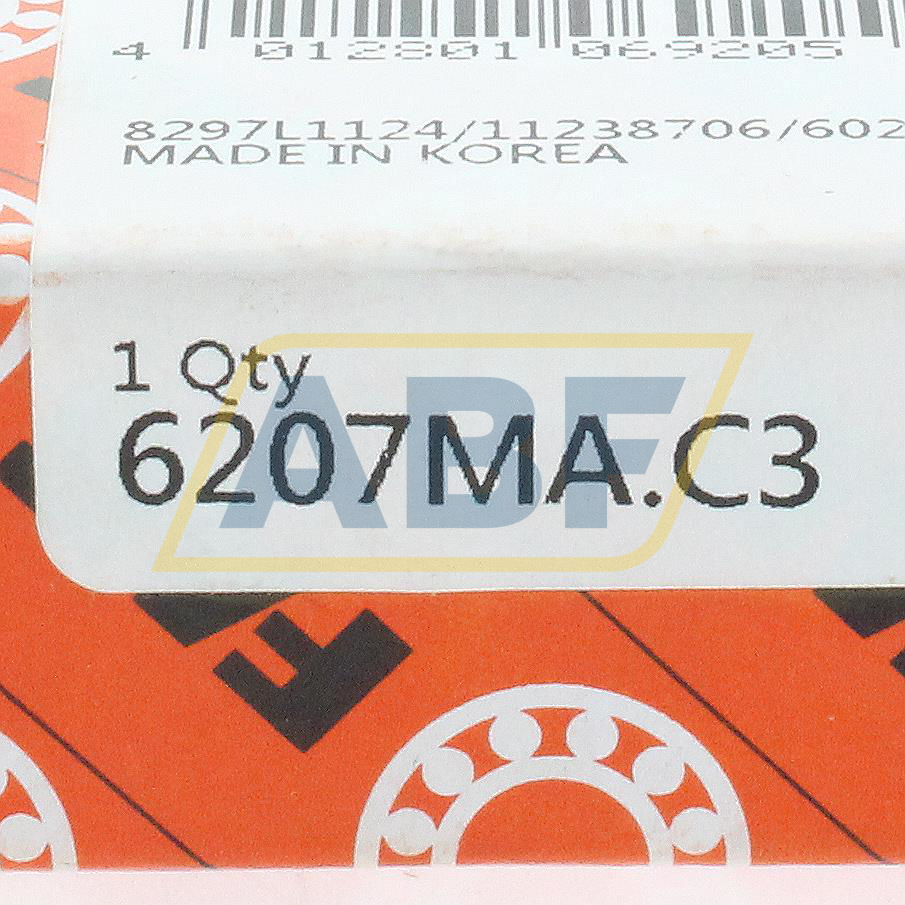 4 012801 069205
8297L1124/11238706/602
MADE IN KOREA
1 Qty
6207MA.C3
ABF